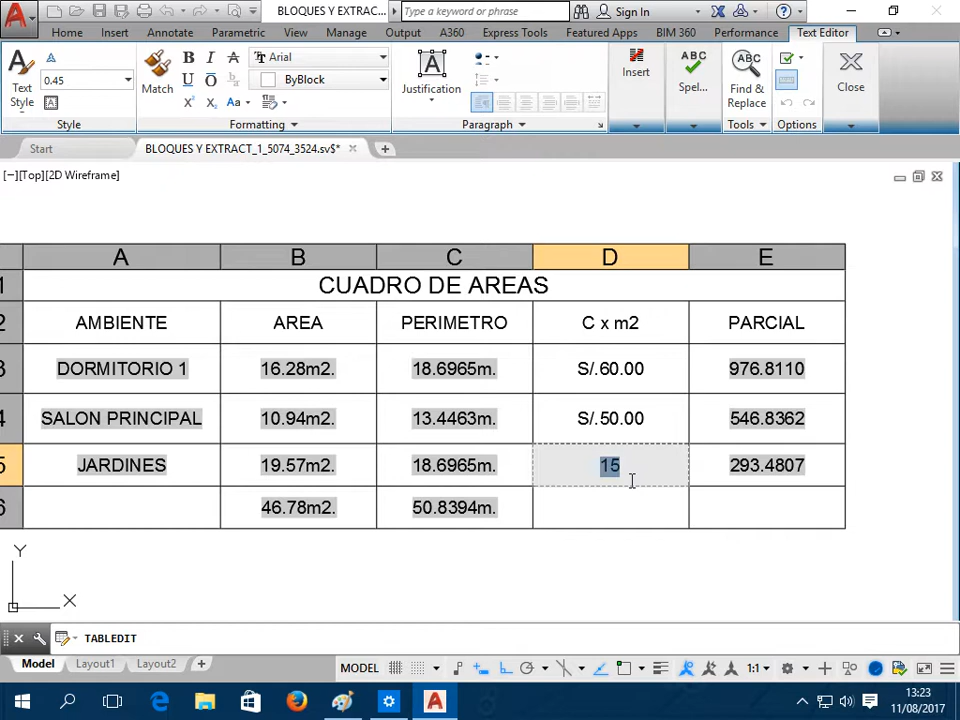 BLOQUES Y EXTRACT...
Type a keyword or phrase
Sign In
Home Insert Annotate Parametric View Manage Output A360 Express Tools Featured Apps BIM 360 Performance Text Editor
Text Style
0.45
Match
B I A
Arial
U O
ByBlock
Aa
Justification
Insert
ABC
Spel...
ABC
Find & Replace
Close
Style Formatting Paragraph Tools Options
Start
BLOQUES Y EXTRACT_1_5074_3524.sv$*
[−][Top][2D Wireframe]
A B C D E
1 CUADRO DE AREAS
2 AMBIENTE AREA PERIMETRO C x m2 PARCIAL
3 DORMITORIO 1 16.28m2. 18.6965m. S/.60.00 976.8110
4 SALON PRINCIPAL 10.94m2. 13.4463m. S/.50.00 546.8362
5 JARDINES 19.57m2. 18.6965m. 15 293.4807
6 46.78m2. 50.8394m.
Y
X
TABLEDIT
Model Layout1 Layout2
MODEL
1:1
13:23
11/08/2017